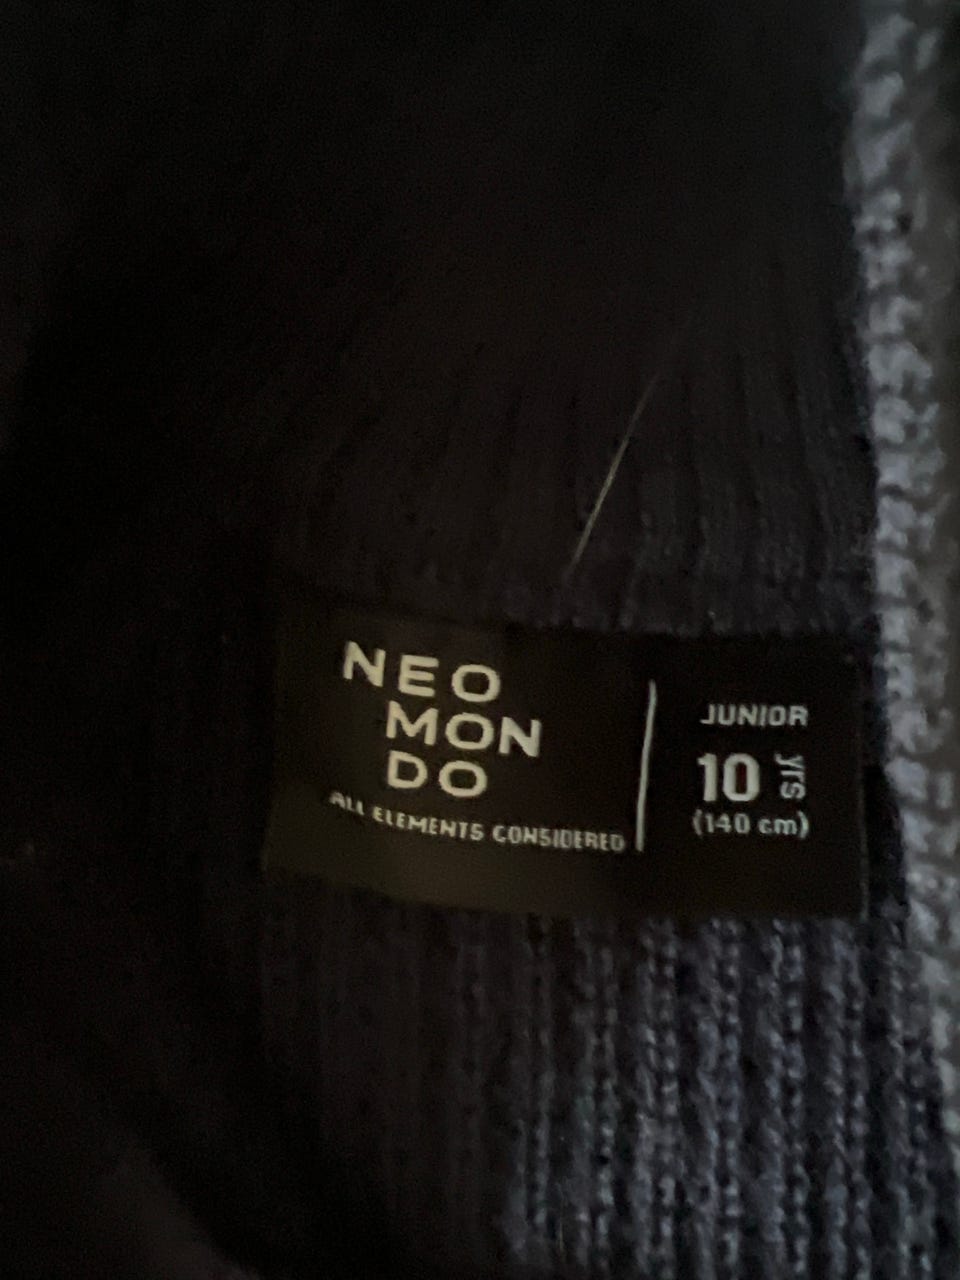 NEO
MON
DO
ALL ELEMENTS CONSIDERED
JUNIOR
10 yrs
(140 cm)